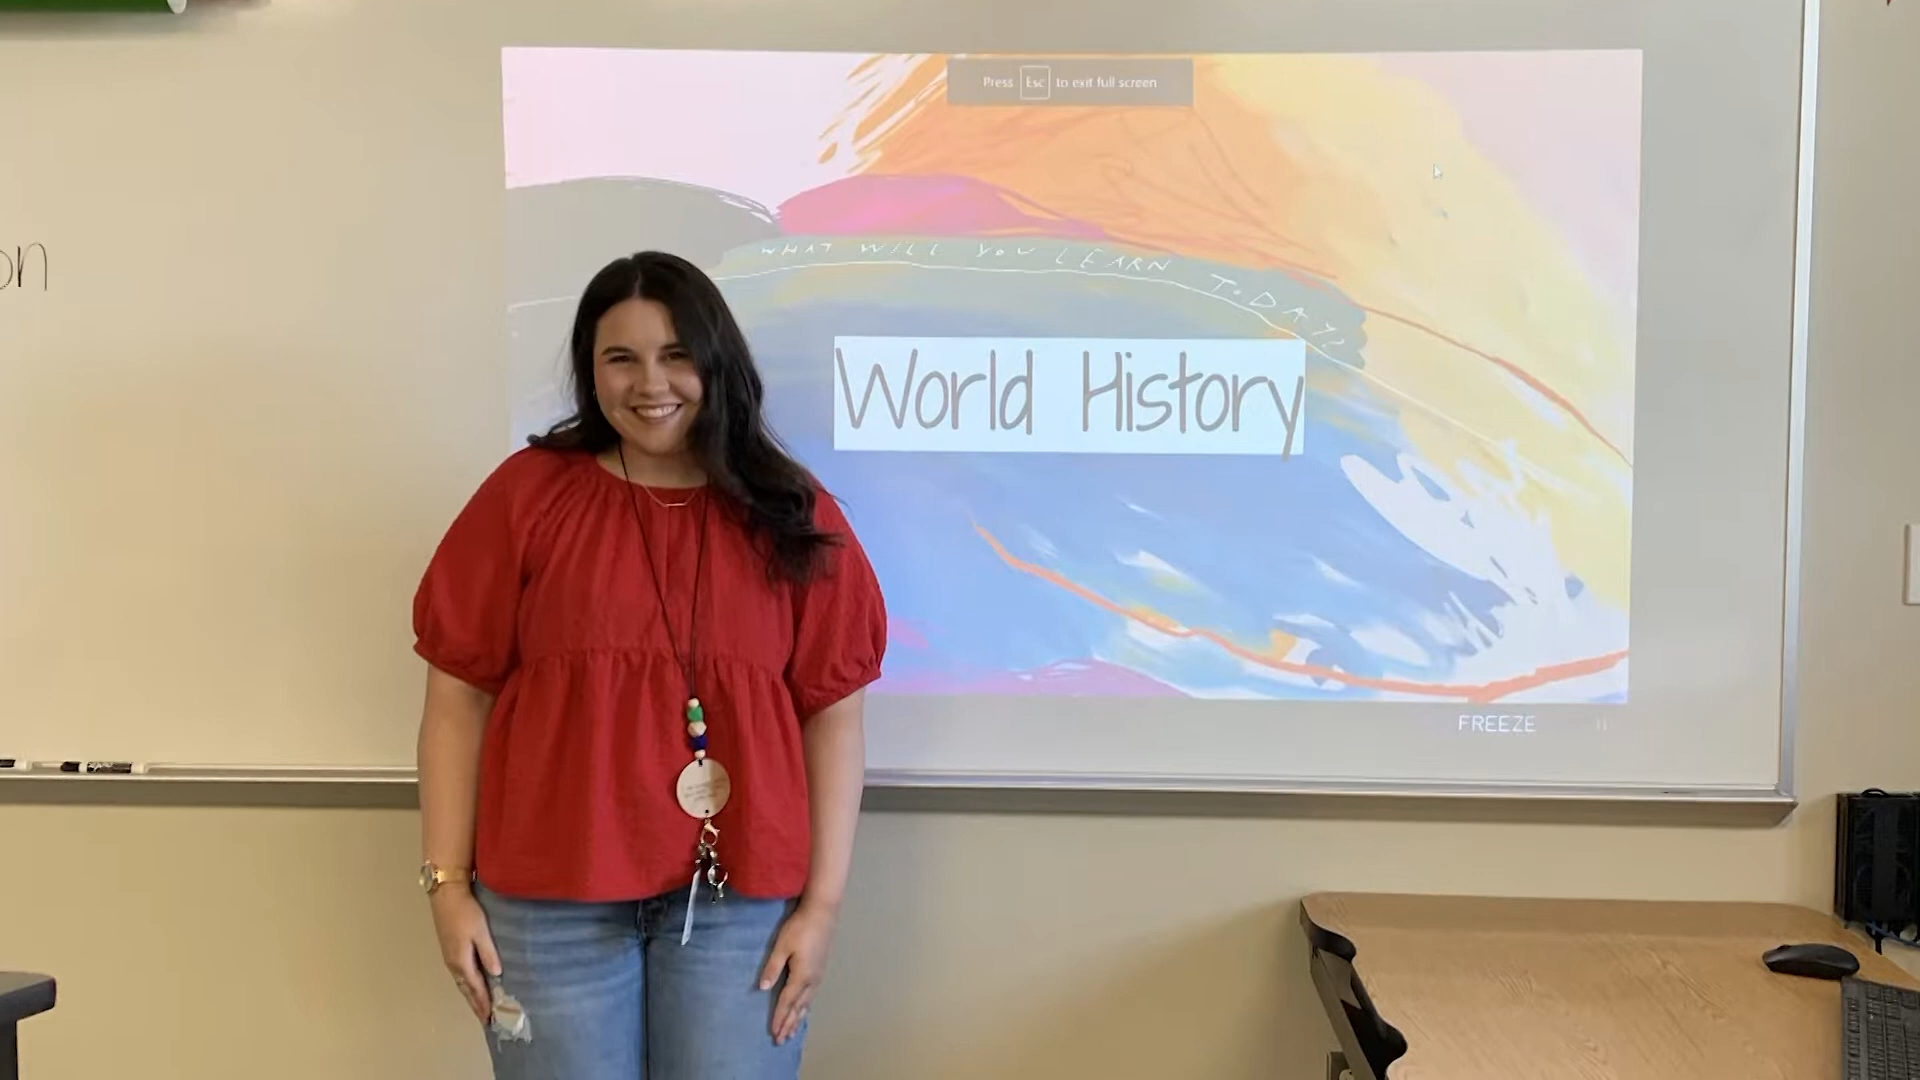 Press Esc to exit full screen
WHAT WILL YOU LEARN TODAY?
on
World History
FREEZE